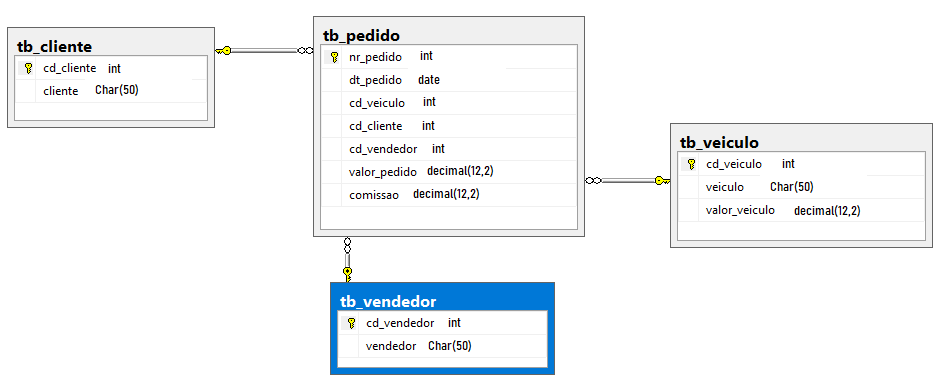 tb_cliente
cd_cliente int
cliente Char(50)
tb_pedido
nr_pedido int
dt_pedido date
cd_veiculo int
cd_cliente int
cd_vendedor int
valor_pedido decimal(12,2)
comissao decimal(12,2)
tb_veiculo
cd_veiculo int
veiculo Char(50)
valor_veiculo decimal(12,2)
tb_vendedor
cd_vendedor int
vendedor Char(50)